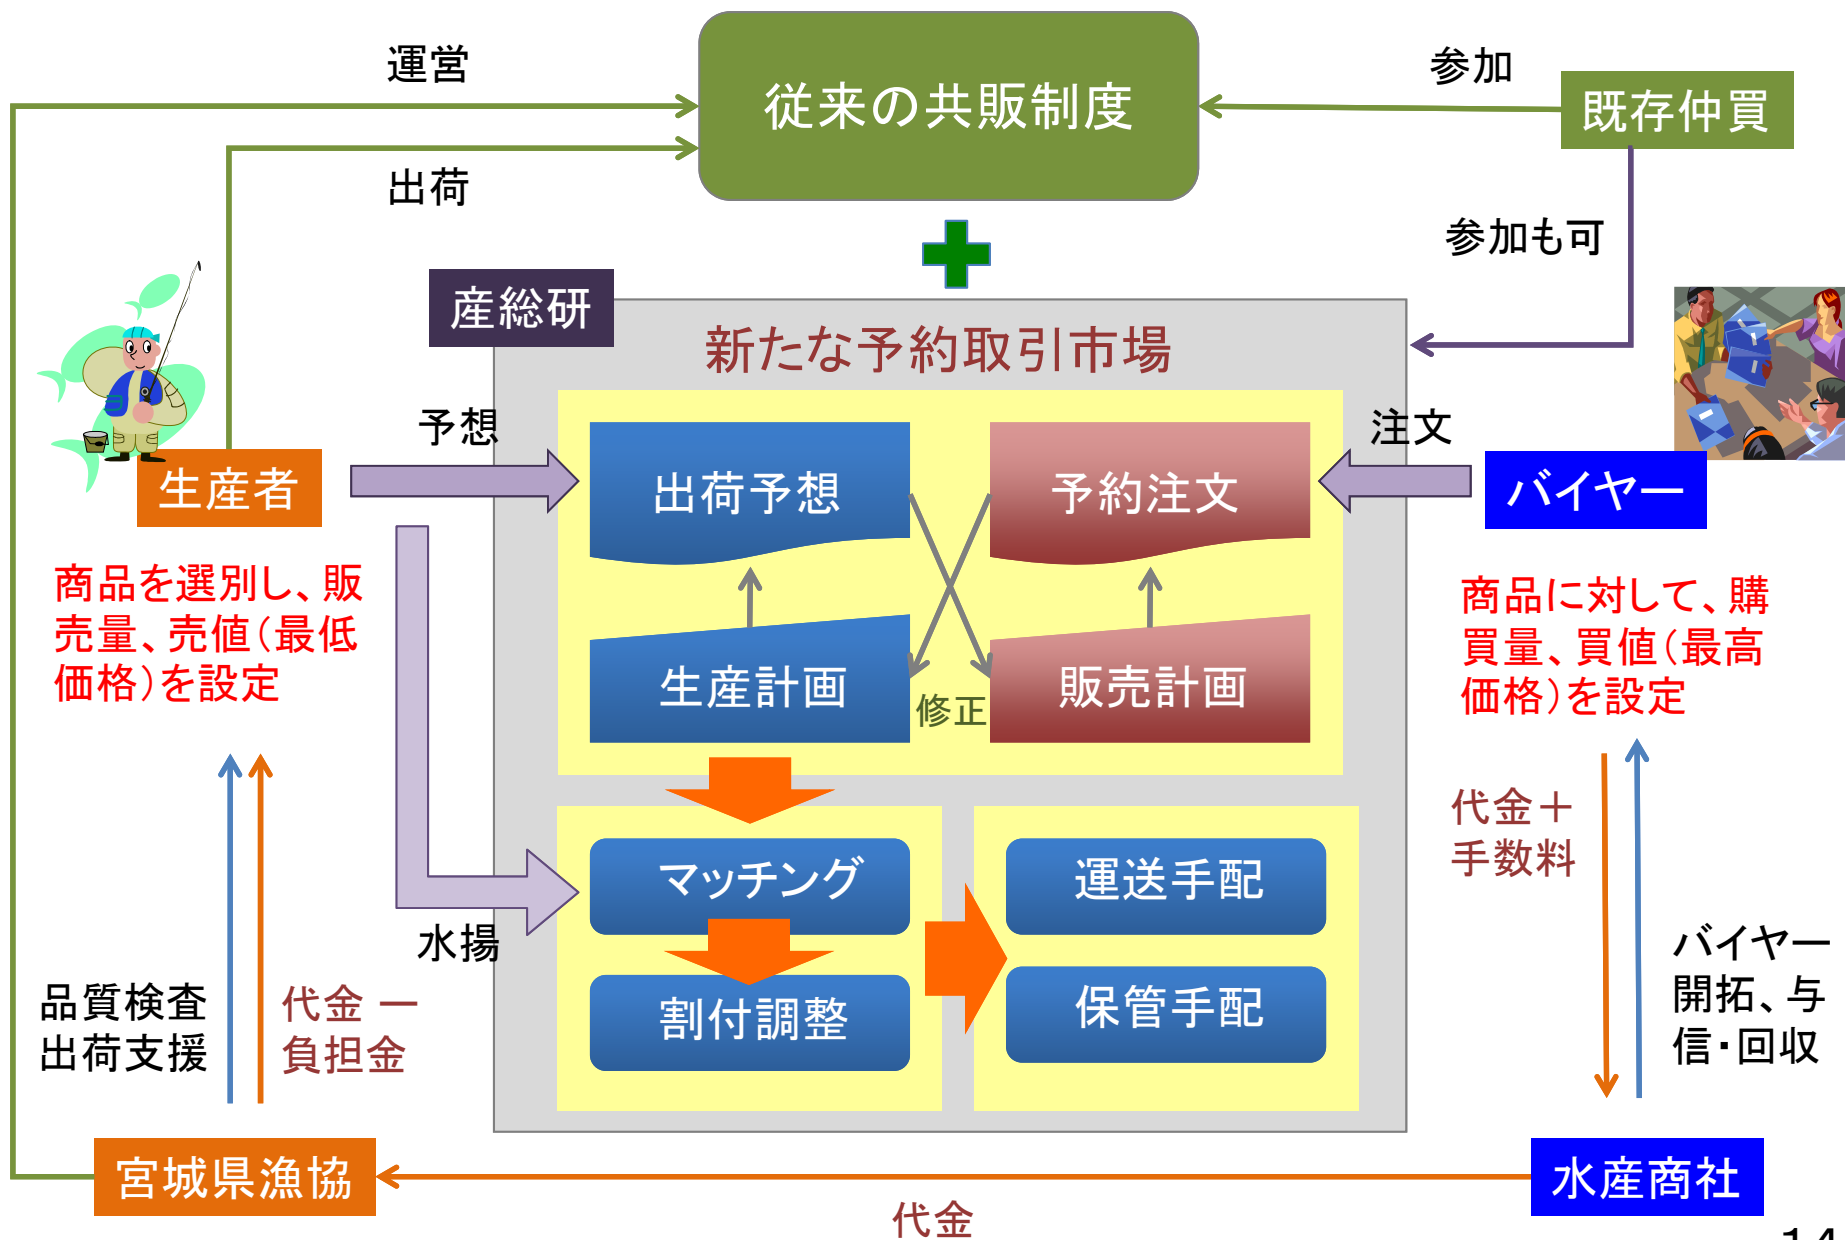 運営
従来の共販制度
参加
既存仲買
出荷
参加も可
産総研
新たな予約取引市場
予想
注文
出荷予想
予約注文
生産者
バイヤー
商品を選別し、販
売量、売値（最低
価格）を設定
商品に対して、購
買量、買値（最高
価格）を設定
生産計画
修正
販売計画
代金＋
手数料
マッチング
運送手配
水揚
バイヤー
開拓、与
信・回収
品質検査
出荷支援
代金 ー
負担金
割付調整
保管手配
宮城県漁協
水産商社
代金
14